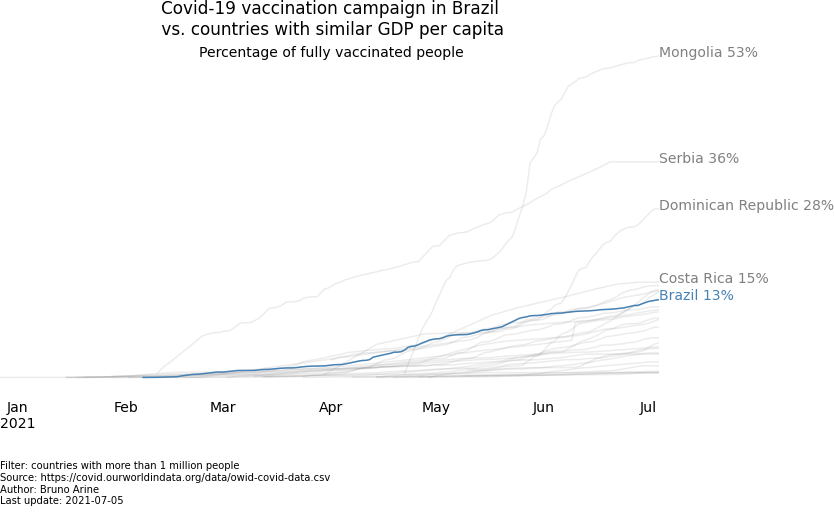 Covid-19 vaccination campaign in Brazil
vs. countries with similar GDP per capita
Percentage of fully vaccinated people
Mongolia 53%
Serbia 36%
Dominican Republic 28%
Costa Rica 15%
Brazil 13%
Jan Feb Mar Apr May Jun Jul
2021
Filter: countries with more than 1 million people
Source: https://covid.ourworldindata.org/data/owid-covid-data.csv
Author: Bruno Arine
Last update: 2021-07-05